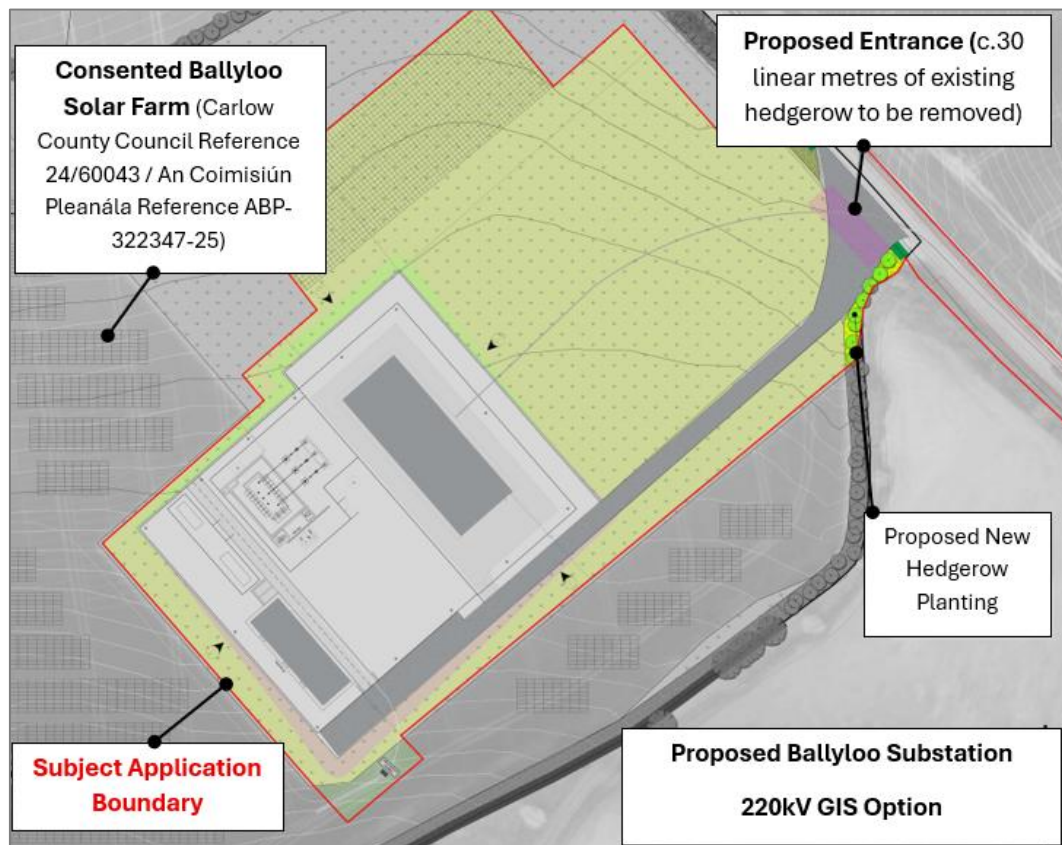 Consented Ballyloo
Solar Farm (Carlow
County Council Reference
24/60043 / An Coimisiún
Pleanála Reference ABP-
322347-25)
Proposed Entrance (c.30
linear metres of existing
hedgerow to be removed)
Proposed New
Hedgerow
Planting
Subject Application
Boundary
Proposed Ballyloo Substation
220kV GIS Option